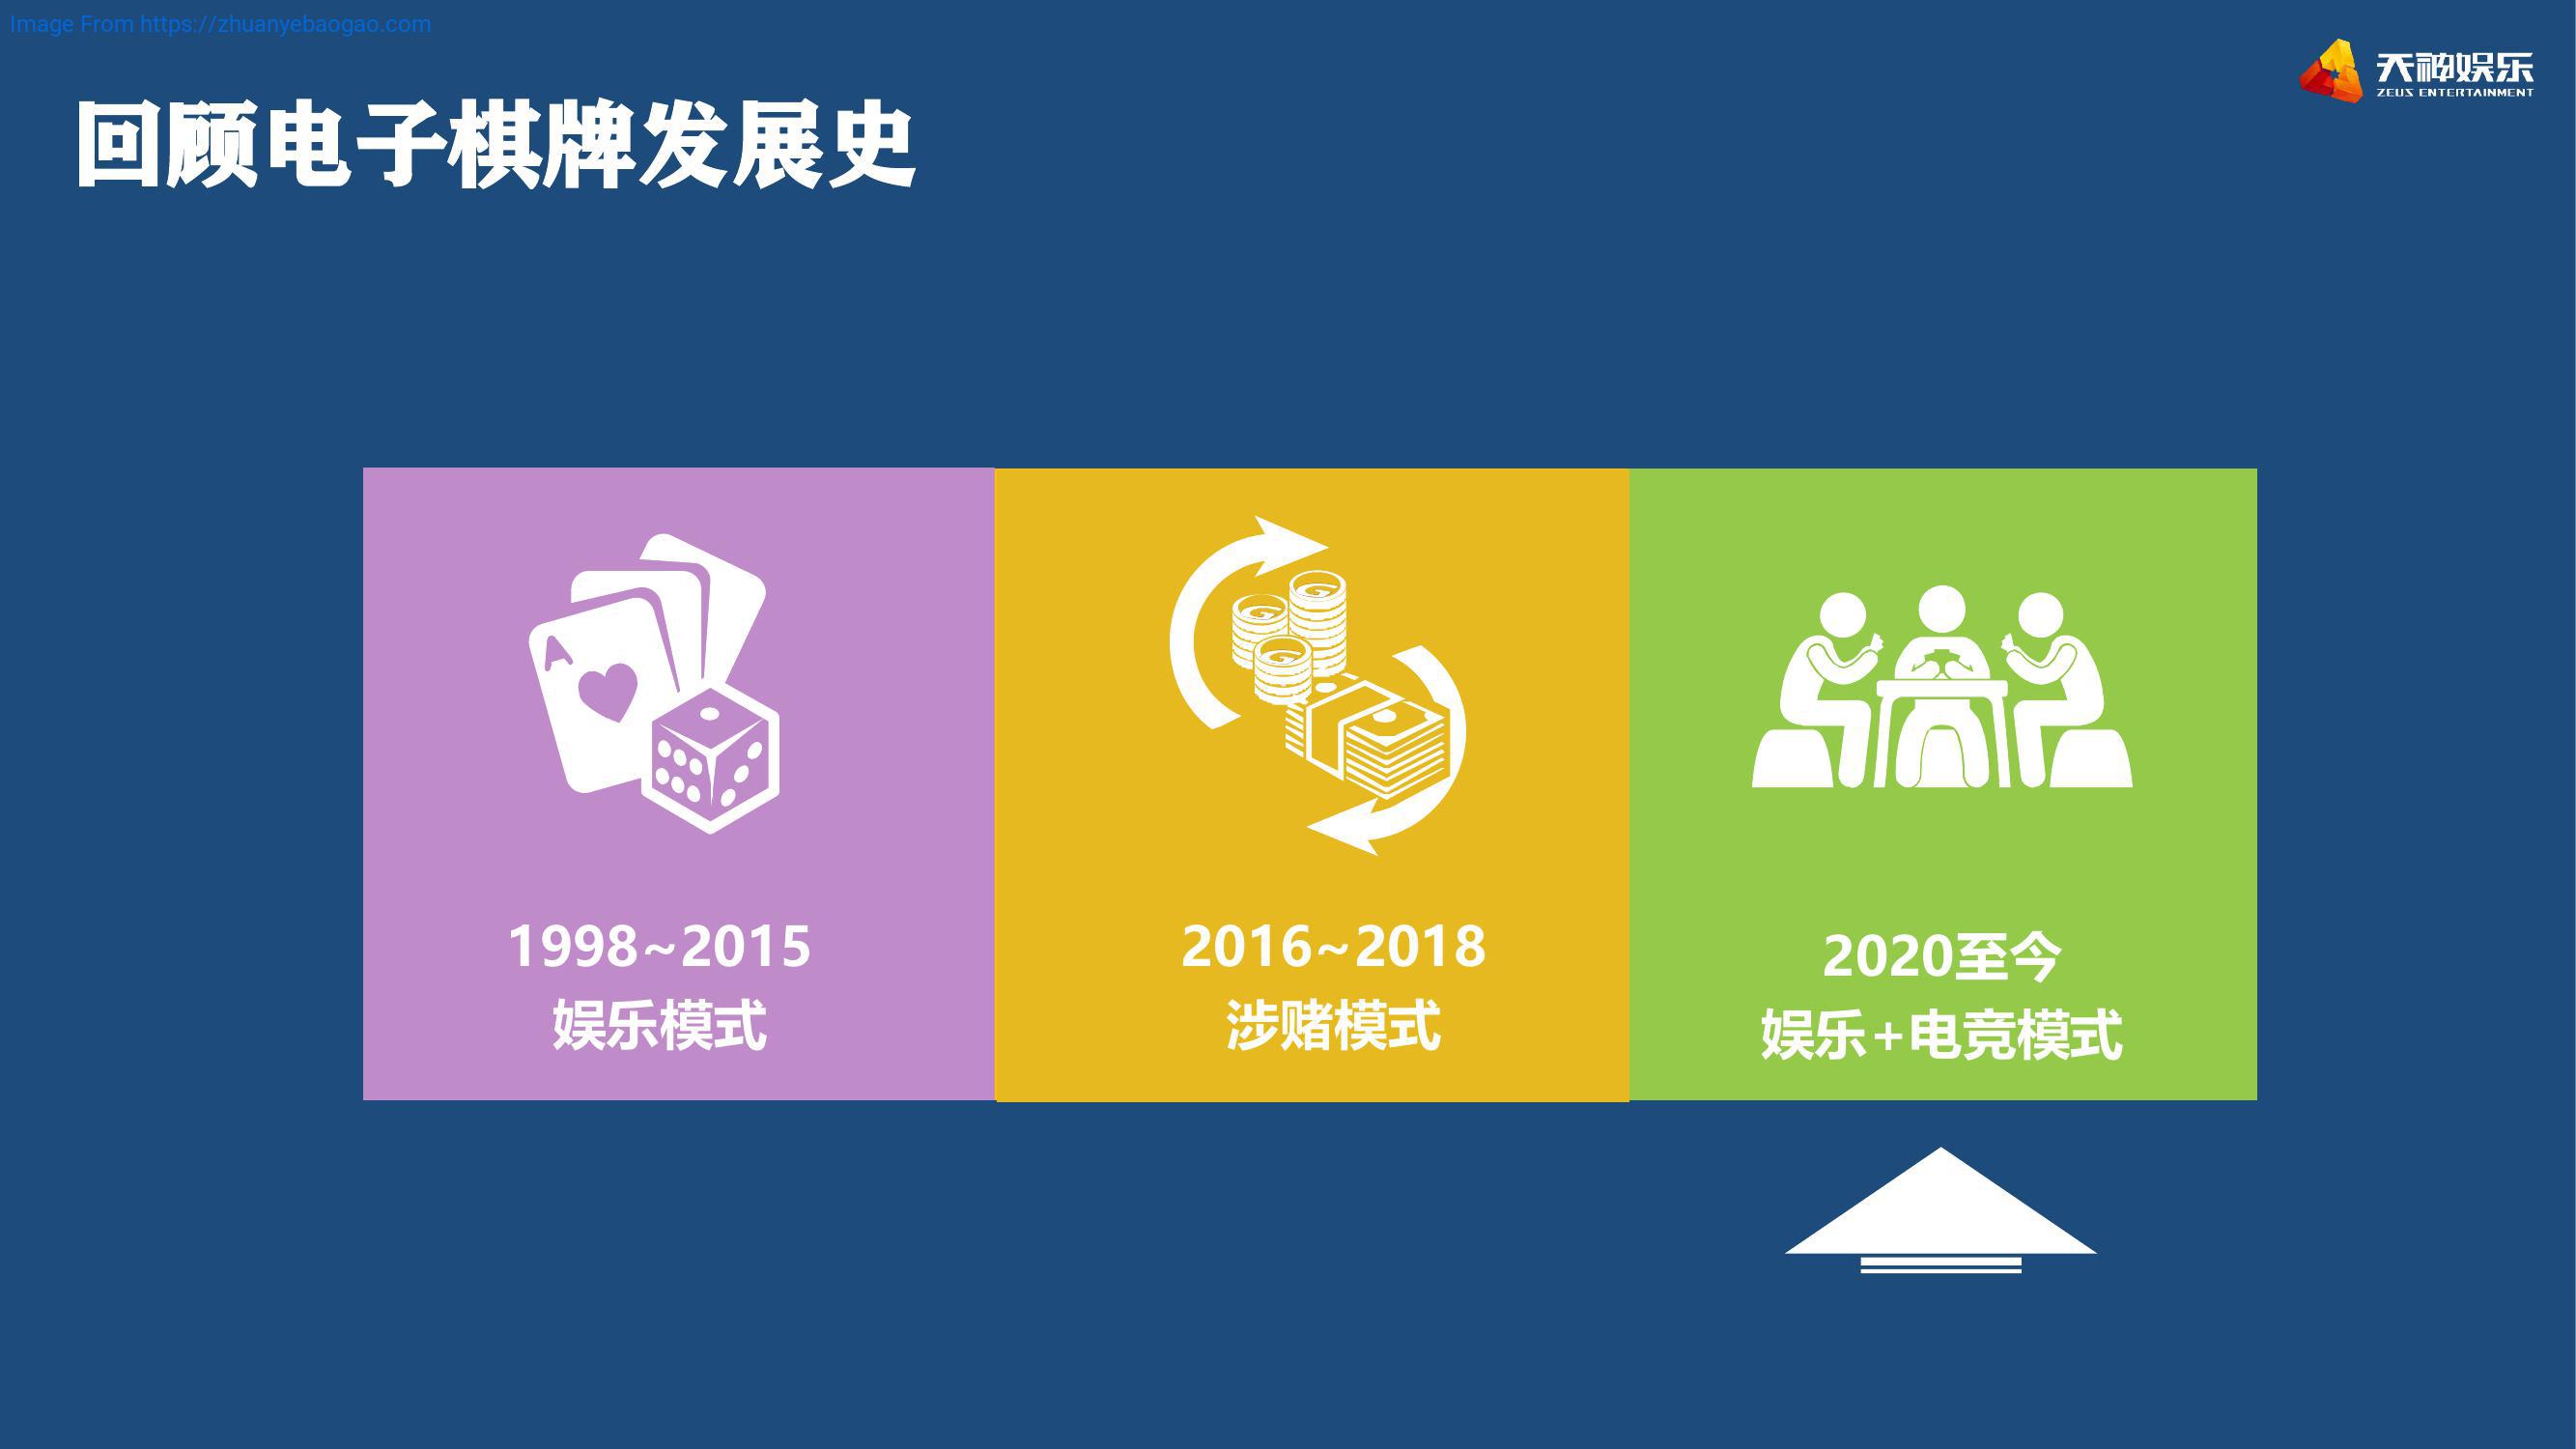 Image From https://zhuanyebaogao.com
天神娱乐
ZEUS ENTERTAINMENT
回顾电子棋牌发展史
A
G
G
G
1998~2015
娱乐模式
2016~2018
涉赌模式
2020至今
娱乐+电竞模式